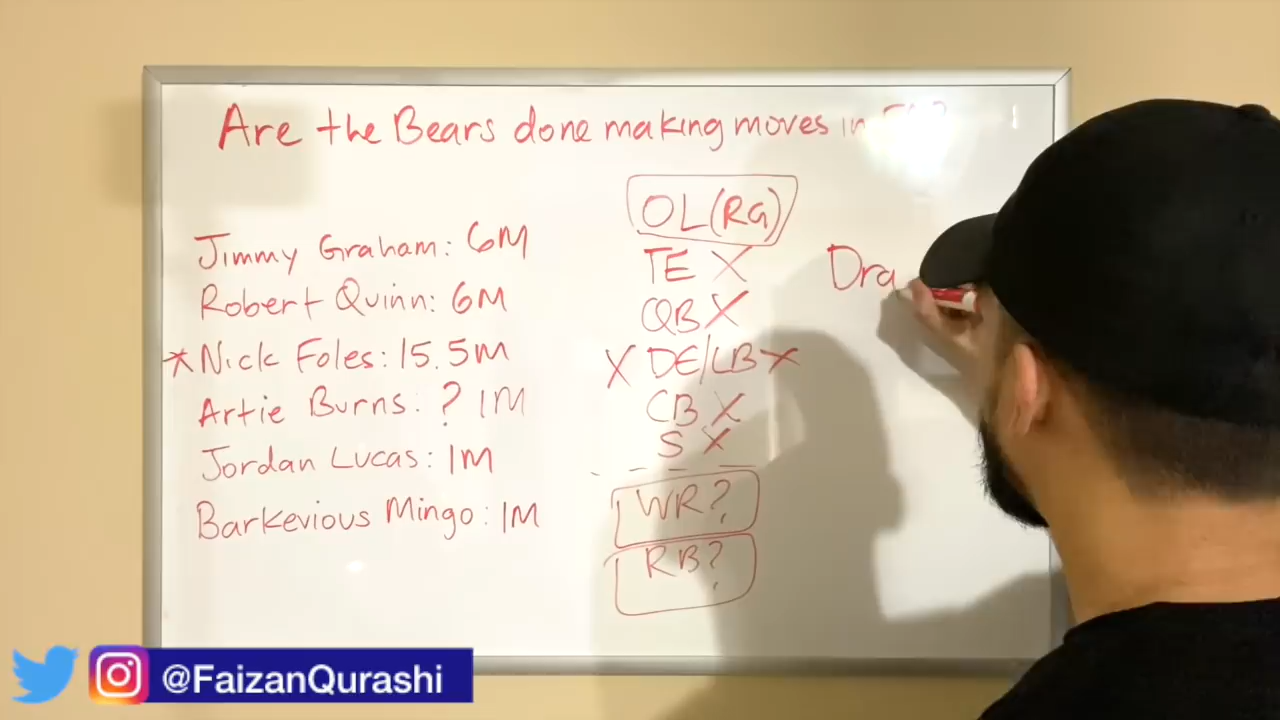 Are the Bears done making moves in
Jimmy Graham: 6M
Robert Quinn: 6M
*Nick Foles: 15.5M
Artie Burns: ? 1M
Jordan Lucas: 1M
Barkevious Mingo: 1M
OL(RG)
TE X
QB X
X DE/LB X
CB X
S X
WR?
RB?
Dra
@FaizanQurashi